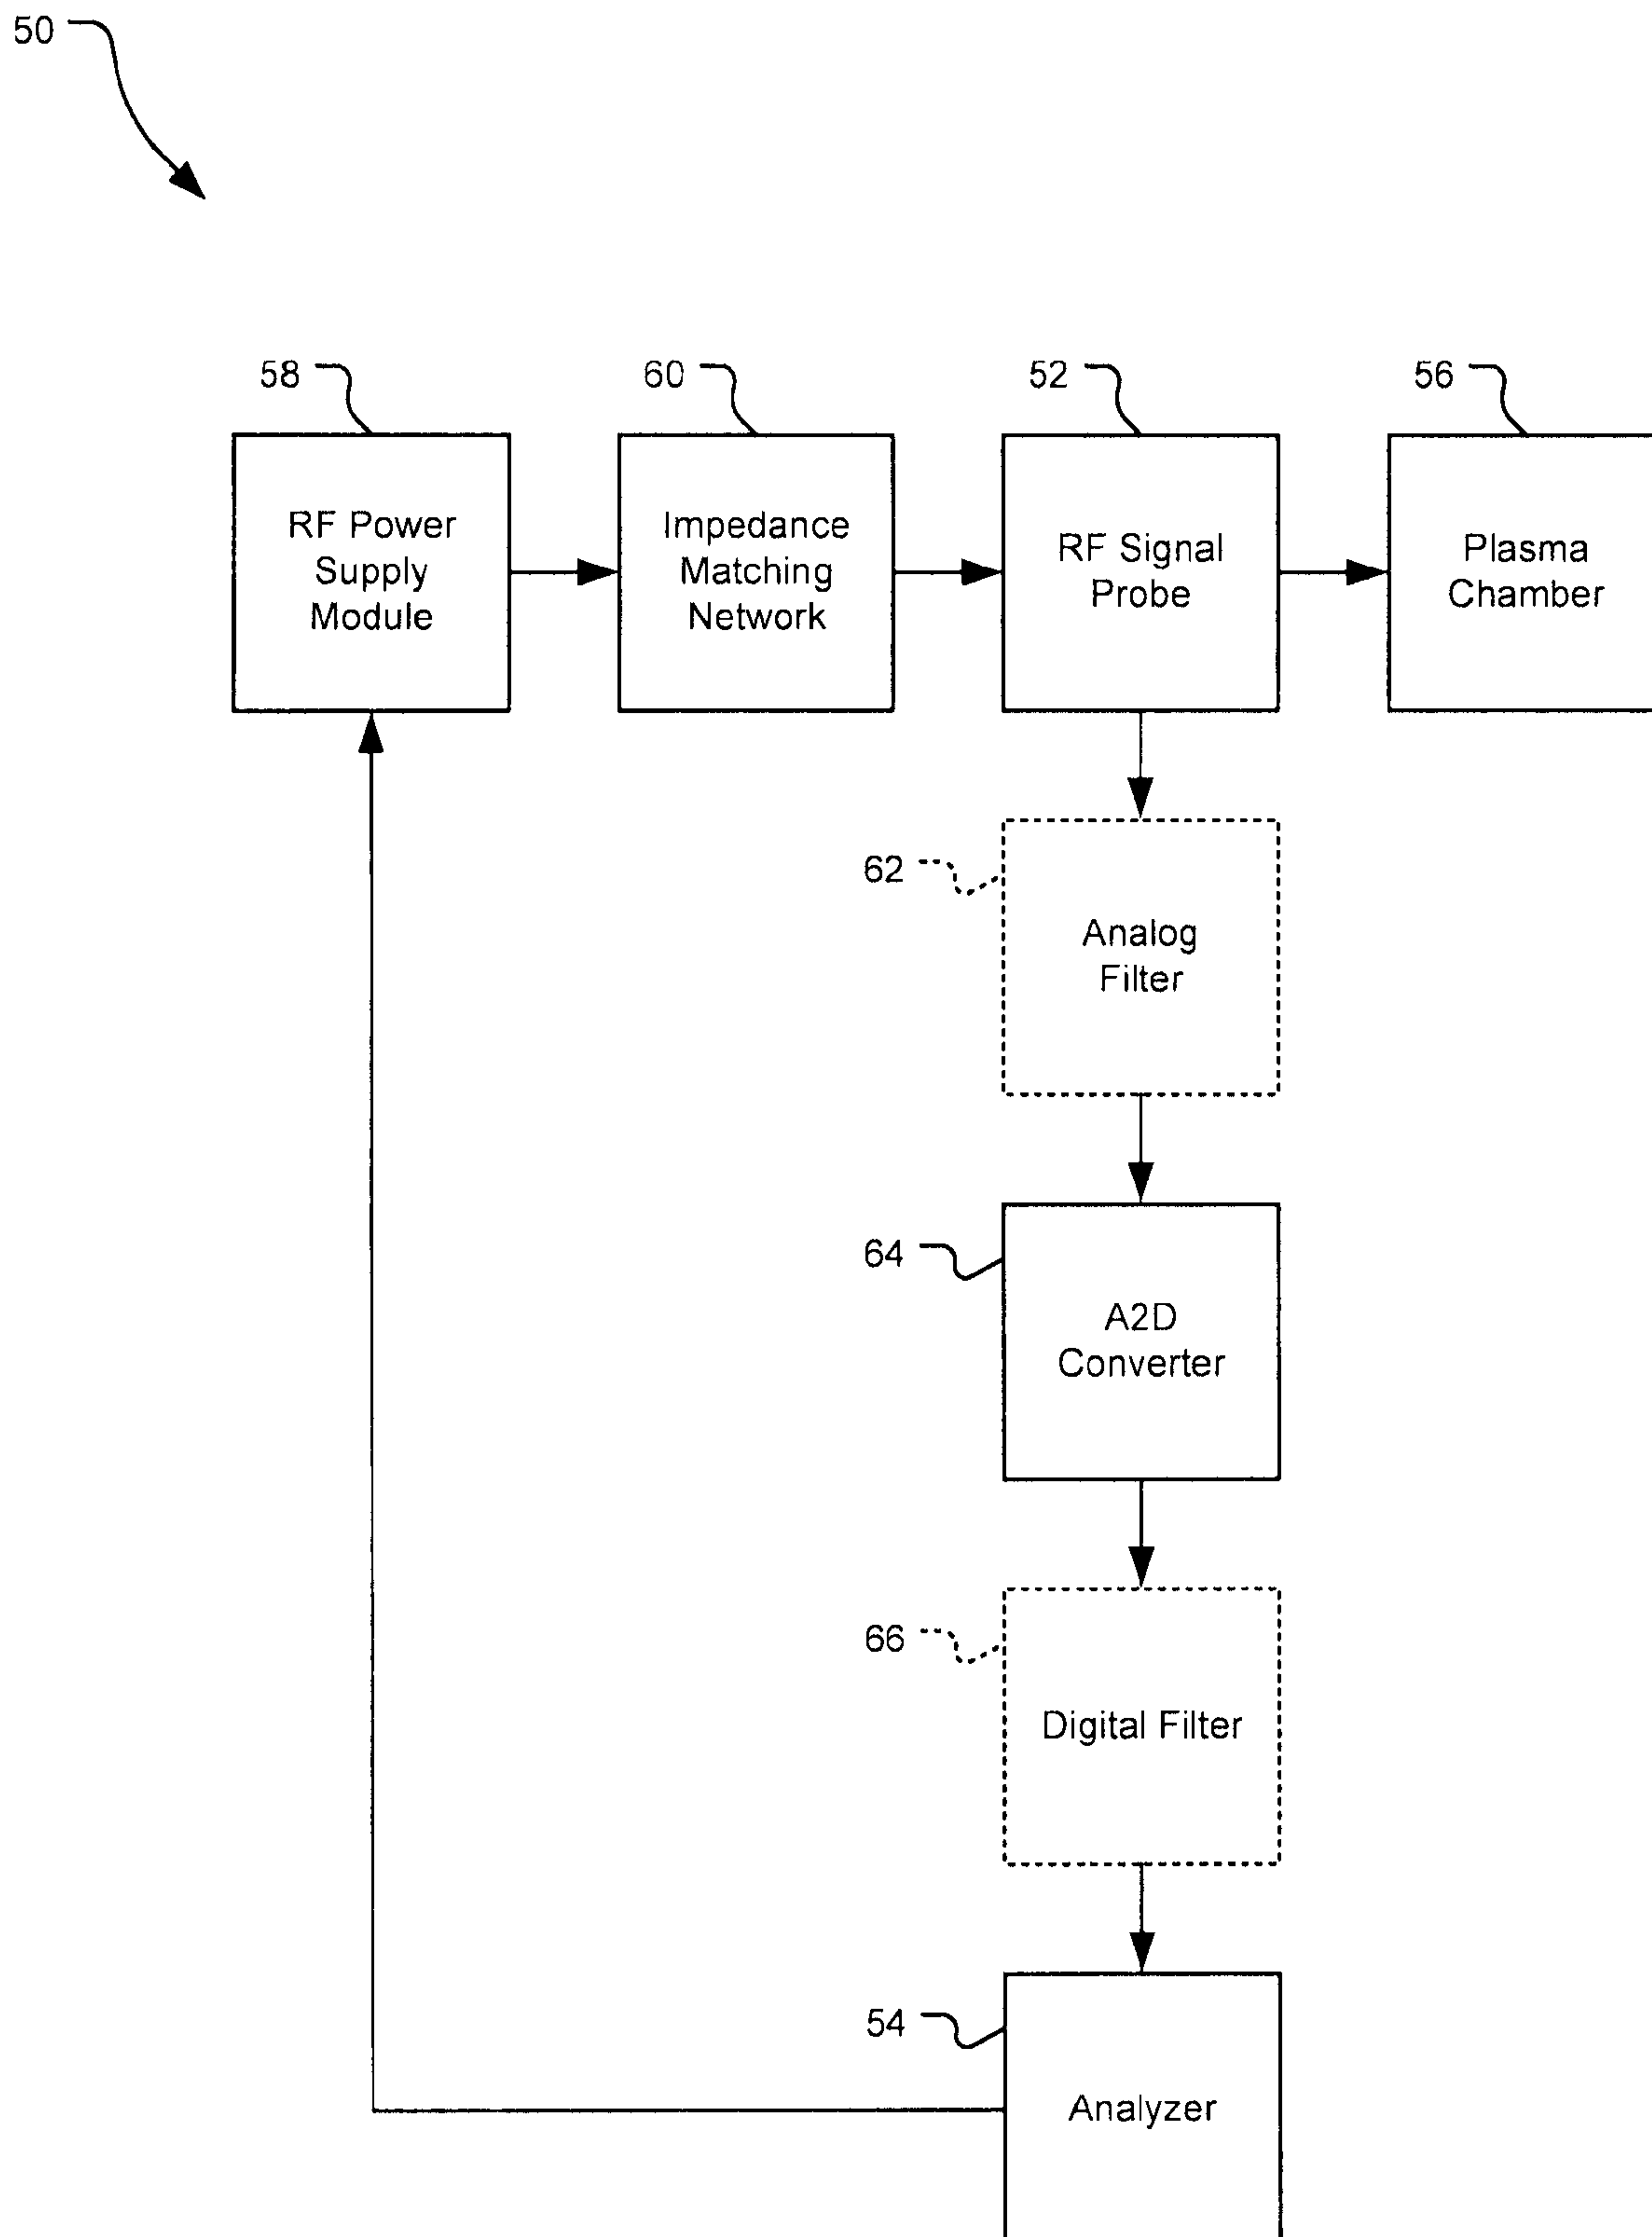 50
58
60
52
56
RF Power
Supply
Module
Impedance
Matching
Network
RF Signal
Probe
Plasma
Chamber
62
Analog
Filter
64
A2D
Converter
66
Digital Filter
54
Analyzer